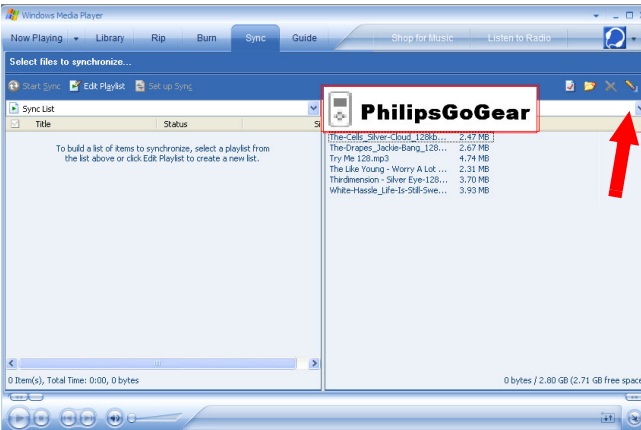 Windows Media Player
Now Playing Library Rip Burn Sync Guide Shop for Music Listen to Radio
Select files to synchronize...
Start Sync Edit Playlist Set up Sync
Sync List
PhilipsGoGear
Title Status Si
To build a list of items to synchronize, select a playlist from
the list above or click Edit Playlist to create a new list.
The-Cells_Silver-Cloud_128kb... 2.47 MB
The-Drapes_Jackie-Bang_128... 2.67 MB
Try Me 128.mp3 4.74 MB
The Like Young - Worry A Lot ... 2.31 MB
Thirdimension - Silver Eye-128... 3.70 MB
White-Hassle_Life-Is-Still-Swe... 3.93 MB
0 Item(s), Total Time: 0:00, 0 bytes
0 bytes / 2.80 GB (2.71 GB free space